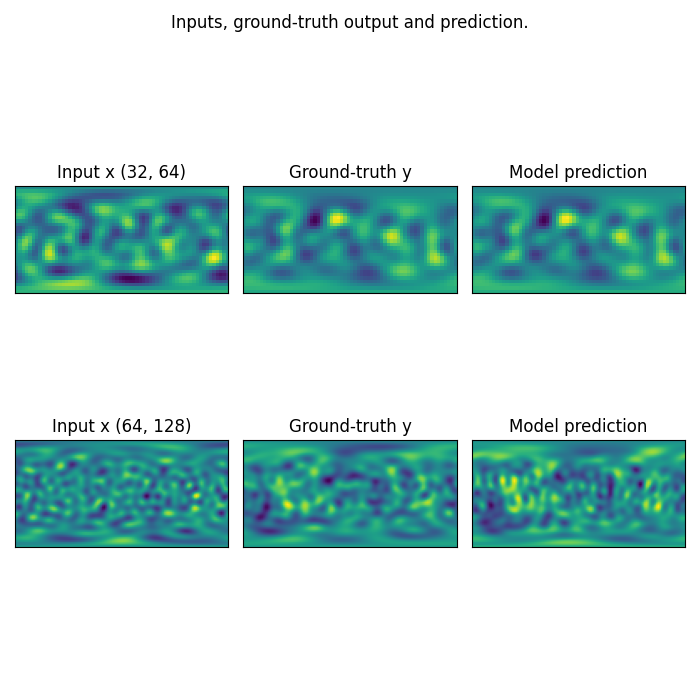 Inputs, ground-truth output and prediction.
Input x (32, 64)
Ground-truth y
Model prediction
Input x (64, 128)
Ground-truth y
Model prediction